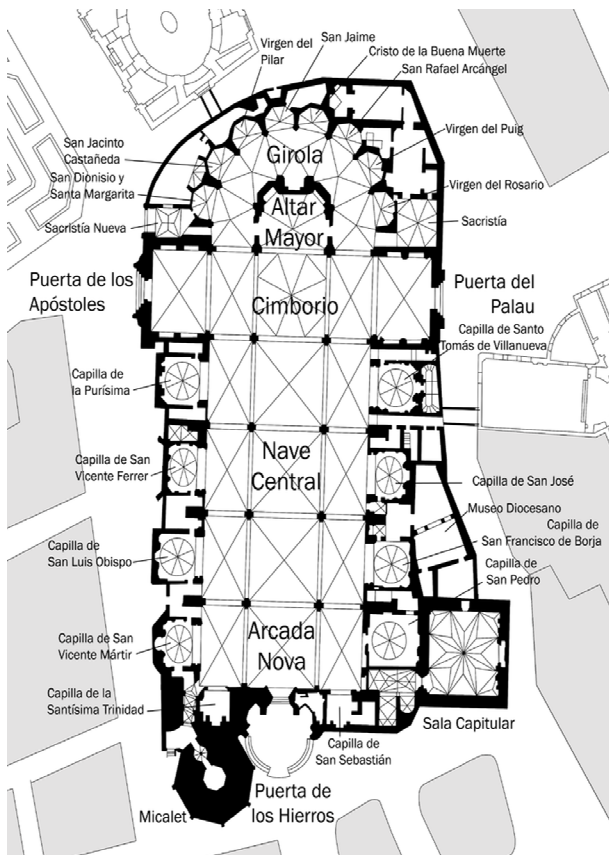 Virgen del
Pilar
San Jaime
Cristo de la Buena Muerte
San Rafael Arcángel
San Jacinto
Castañeda
San Dionisio y
Santa Margarita
Sacristía Nueva
Girola
Altar
Mayor
Virgen del Puig
Virgen del Rosario
Sacristía
Puerta de los
Apóstoles
Cimborio
Puerta del
Palau
Capilla de Santo
Tomás de Villanueva
Capilla de
la Purísima
Capilla de San
Vicente Ferrer
Nave
Central
Capilla de San José
Museo Diocesano
Capilla de
San Francisco de Borja
Capilla de
San Luis Obispo
Capilla de
San Pedro
Capilla de San
Vicente Mártir
Arcada
Nova
Capilla de la
Santísima Trinidad
Sala Capitular
Capilla de
San Sebastián
Puerta de
los Hierros
Micalet